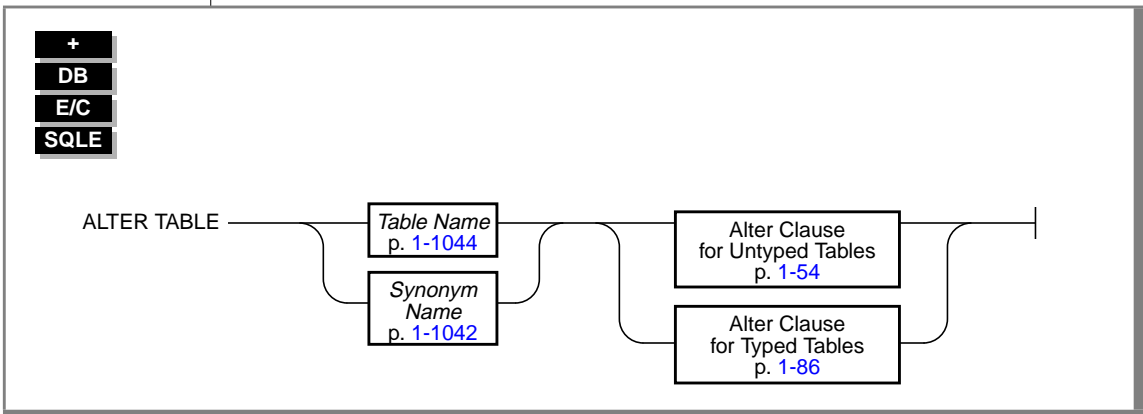 +
DB
E/C
SQLE
ALTER TABLE
Table Name
p. 1-1044
Synonym
Name
p. 1-1042
Alter Clause
for Untyped Tables
p. 1-54
Alter Clause
for Typed Tables
p. 1-86